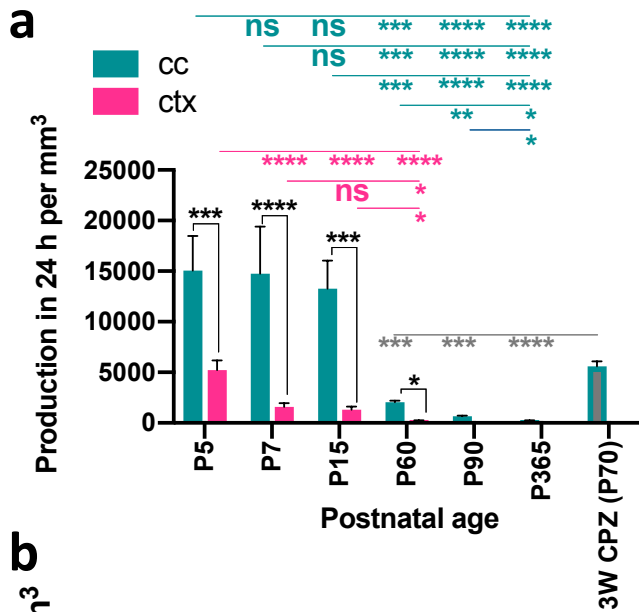 a
ns ns *** **** ****
cc
ns **** **** ****
ctx
*** **** ****
** *
*
**** **** ****
ns *
*
25000
20000
15000
10000
5000
0
*** **** *** *
*** *** ****
Production in 24 h per mm³
P5 P7 P15 P60 P90 P365 3W CPZ (P70)
Postnatal age
b